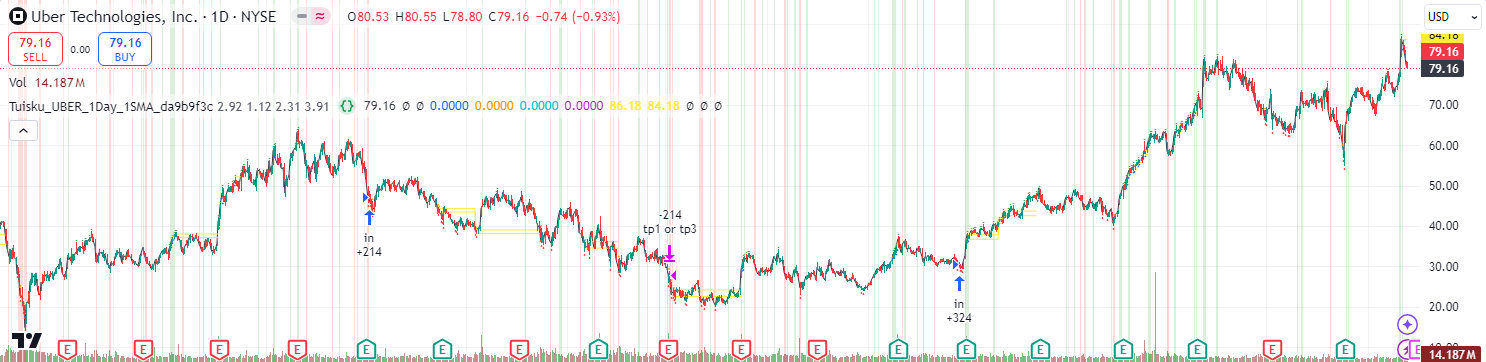 Uber Technologies, Inc. · 1D · NYSE
O80.53 H80.55 L78.80 C79.16 −0.74 (−0.93%)
USD
79.16
SELL
0.00
79.16
BUY
84.18
79.16
79.16
Vol 14.187M
Tuisku_UBER_1Day_1SMA_da9b9f3c 2.92 1.12 2.31 3.91 {} 79.16 Ø Ø 0.0000 0.0000 0.0000 0.0000 86.18 84.18 Ø Ø Ø
70.00
60.00
50.00
40.00
30.00
20.00
in
+214
-214
tp1 or tp3
in
+324
E E E E E E E E E E E E E E E E E E
14.187M